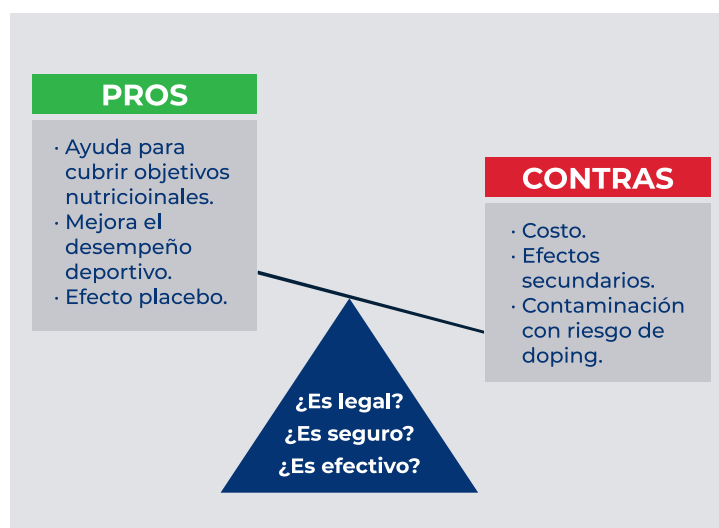 PROS
· Ayuda para
cubrir objetivos
nutricioinales.
· Mejora el
desempeño
deportivo.
· Efecto placebo.
CONTRAS
· Costo.
· Efectos
secundarios.
· Contaminación
con riesgo de
doping.
¿Es legal?
¿Es seguro?
¿Es efectivo?